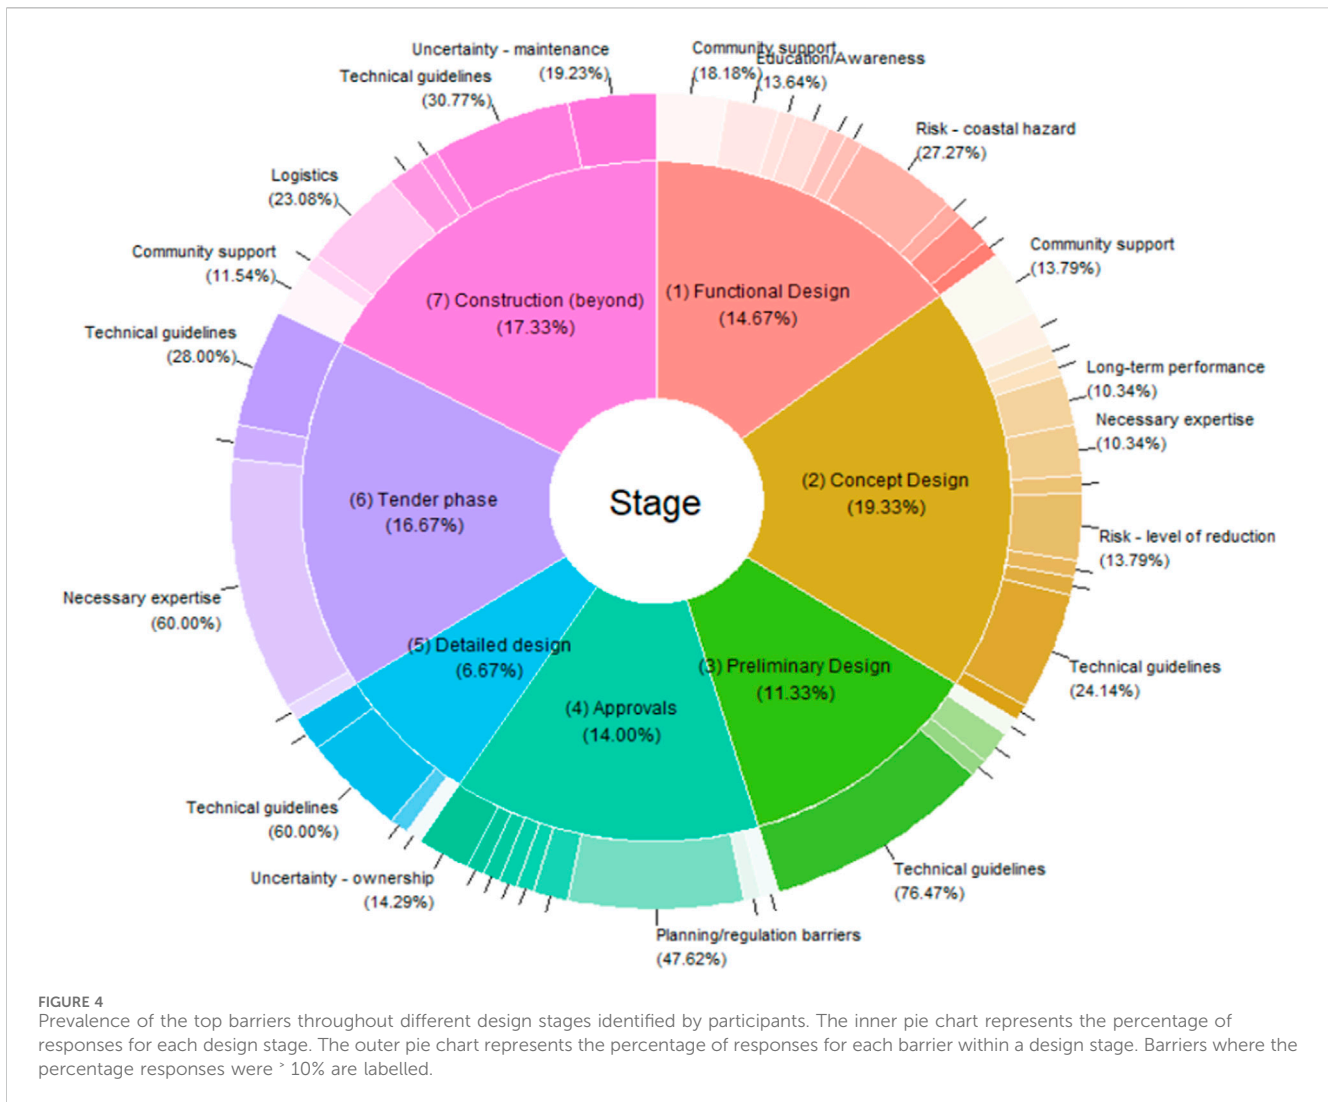 Uncertainty - maintenance
(19.23%)
Technical guidelines
(30.77%)
Logistics
(23.08%)
Community support
(11.54%)
Technical guidelines
(28.00%)
Necessary expertise
(60.00%)
Technical guidelines
(60.00%)
Uncertainty - ownership
(14.29%)
Planning/regulation barriers
(47.62%)
Technical guidelines
(76.47%)
Technical guidelines
(24.14%)
Risk - level of reduction
(13.79%)
Necessary expertise
(10.34%)
Long-term performance
(10.34%)
Community support
(13.79%)
Risk - coastal hazard
(27.27%)
Education/Awareness
(13.64%)
Community support
(18.18%)
(1) Functional Design
(14.67%)
(2) Concept Design
(19.33%)
(3) Preliminary Design
(11.33%)
(4) Approvals
(14.00%)
(5) Detailed design
(6.67%)
(6) Tender phase
(16.67%)
(7) Construction (beyond)
(17.33%)
Stage
FIGURE 4
Prevalence of the top barriers throughout different design stages identified by participants. The inner pie chart represents the percentage of
responses for each design stage. The outer pie chart represents the percentage of responses for each barrier within a design stage. Barriers where the
percentage responses were > 10% are labelled.